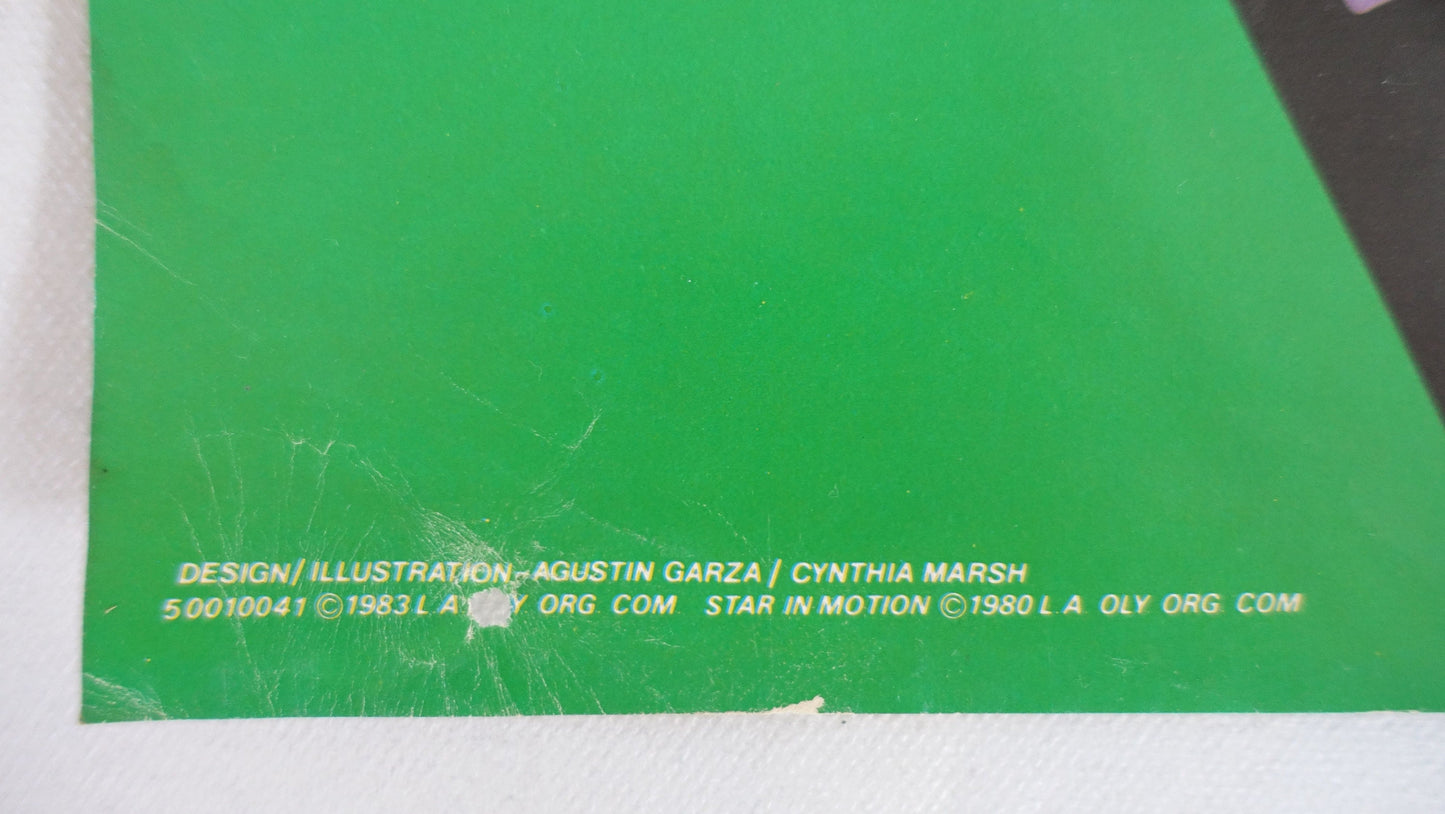 DESIGN/ILLUSTRATION-AGUSTIN GARZA / CYNTHIA MARSH
50010041 ©1983 L.A. ORG. COM. STAR IN MOTION ©1980 L.A. OLY. ORG. COM